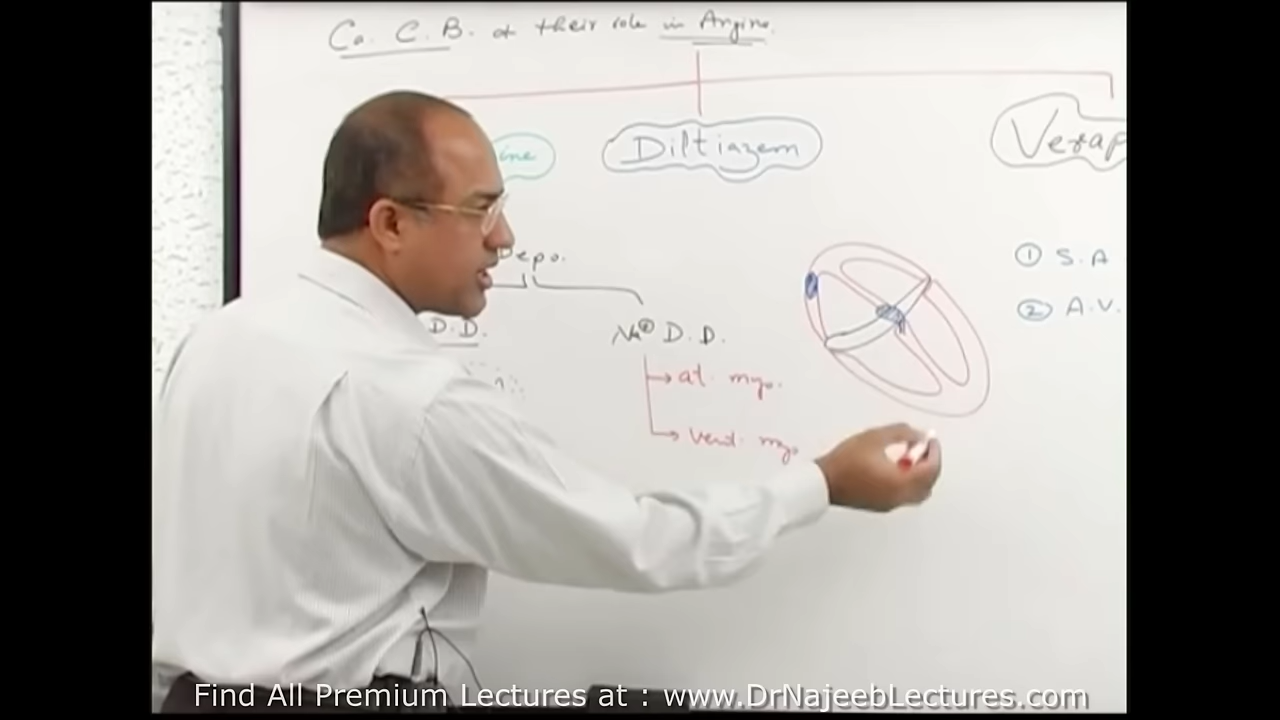 Ca. C. B. & their role in Angina.
ine Diltiazem Verap
Depo.
D.D. Na⊕ D.D.
→ at. myo.
→ vent. myo
① S.A
② A.V.
Find All Premium Lectures at : www.DrNajeebLectures.com